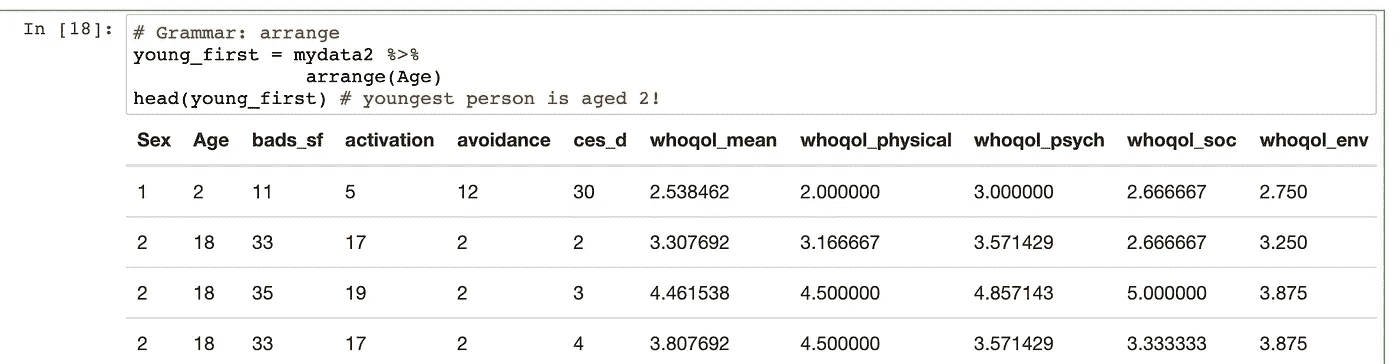 In [18]: # Grammar: arrange
young_first = mydata2 %>%
arrange(Age)
head(young_first) # youngest person is aged 2!
Sex Age bads_sf activation avoidance ces_d whoqol_mean whoqol_physical whoqol_psych whoqol_soc whoqol_env
1 2 11 5 12 30 2.538462 2.000000 3.000000 2.666667 2.750
2 18 33 17 2 2 3.307692 3.166667 3.571429 2.666667 3.250
2 18 35 19 2 3 4.461538 4.500000 4.857143 5.000000 3.875
2 18 33 17 2 4 3.807692 4.500000 3.571429 3.333333 3.875